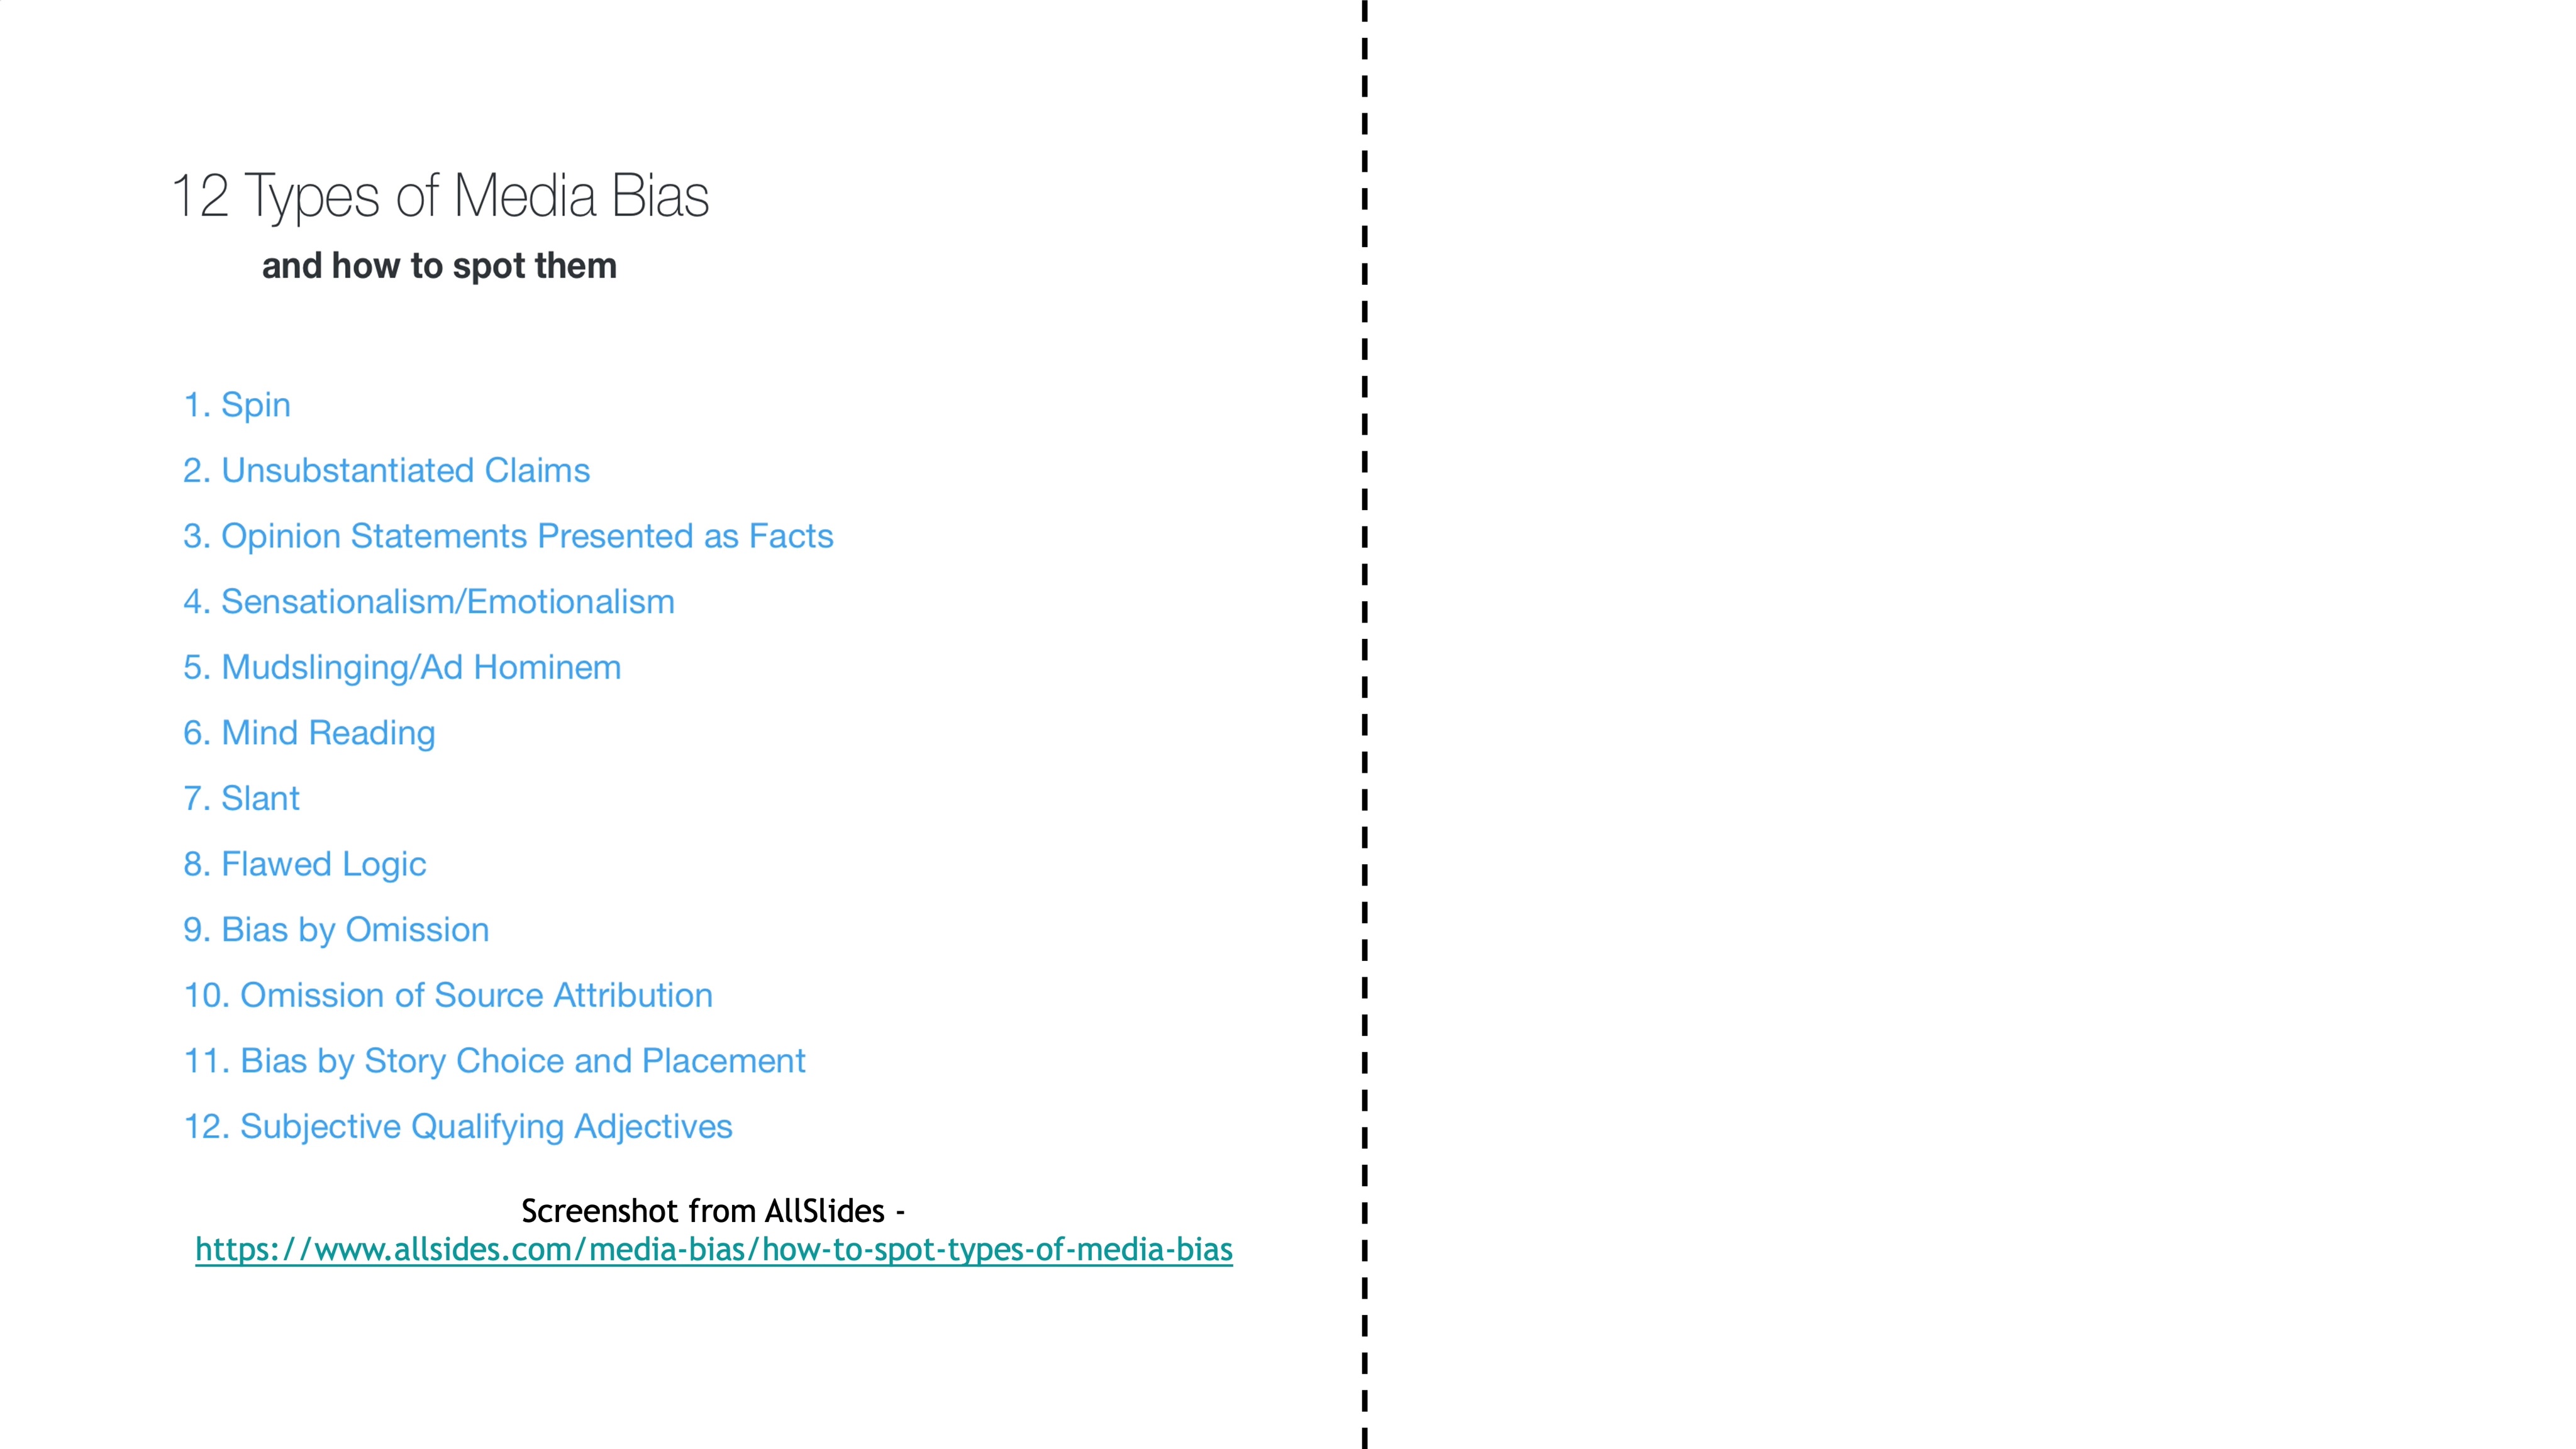 12 Types of Media Bias
and how to spot them
1. Spin
2. Unsubstantiated Claims
3. Opinion Statements Presented as Facts
4. Sensationalism/Emotionalism
5. Mudslinging/Ad Hominem
6. Mind Reading
7. Slant
8. Flawed Logic
9. Bias by Omission
10. Omission of Source Attribution
11. Bias by Story Choice and Placement
12. Subjective Qualifying Adjectives
Screenshot from AllSlides -
https://www.allsides.com/media-bias/how-to-spot-types-of-media-bias